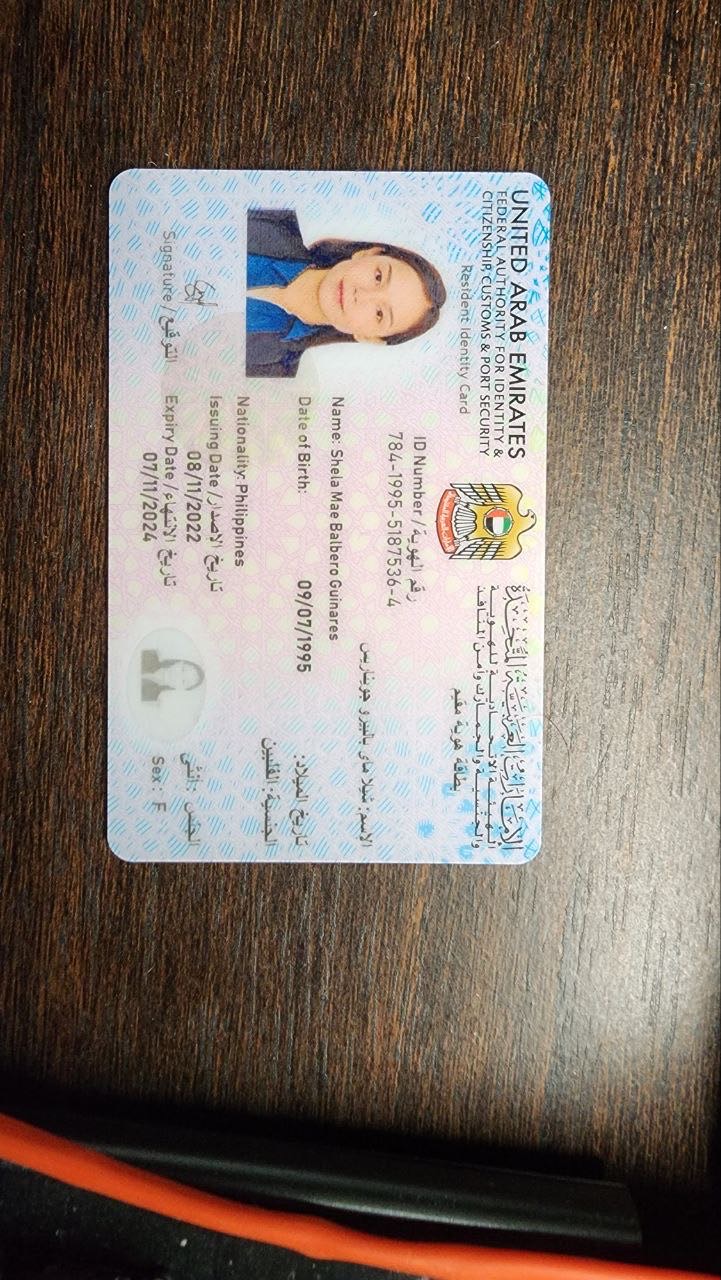 UNITED ARAB EMIRATES
FEDERAL AUTHORITY FOR IDENTITY &
CITIZENSHIP, CUSTOMS & PORT SECURITY
Resident Identity Card
الإمارات العربية المتحدة
الهيئة الاتحادية للهوية
والجنسية والجمارك وأمن المنافذ
بطاقة هوية مقيم
ID Number / رقم الهوية
784-1995-5187536-4
الاسم: شيلا ماى بالبيرو جويناريس
Name: Shela Mae Balbero Guinares
Date of Birth: 09/07/1995 تاريخ الميلاد:
Nationality: Philippines الجنسية: الفلبين
Issuing Date / تاريخ الإصدار
08/11/2022
Expiry Date / تاريخ الانتهاء
07/11/2024
Signature / التوقيع
الجنس: أنثى
Sex: F